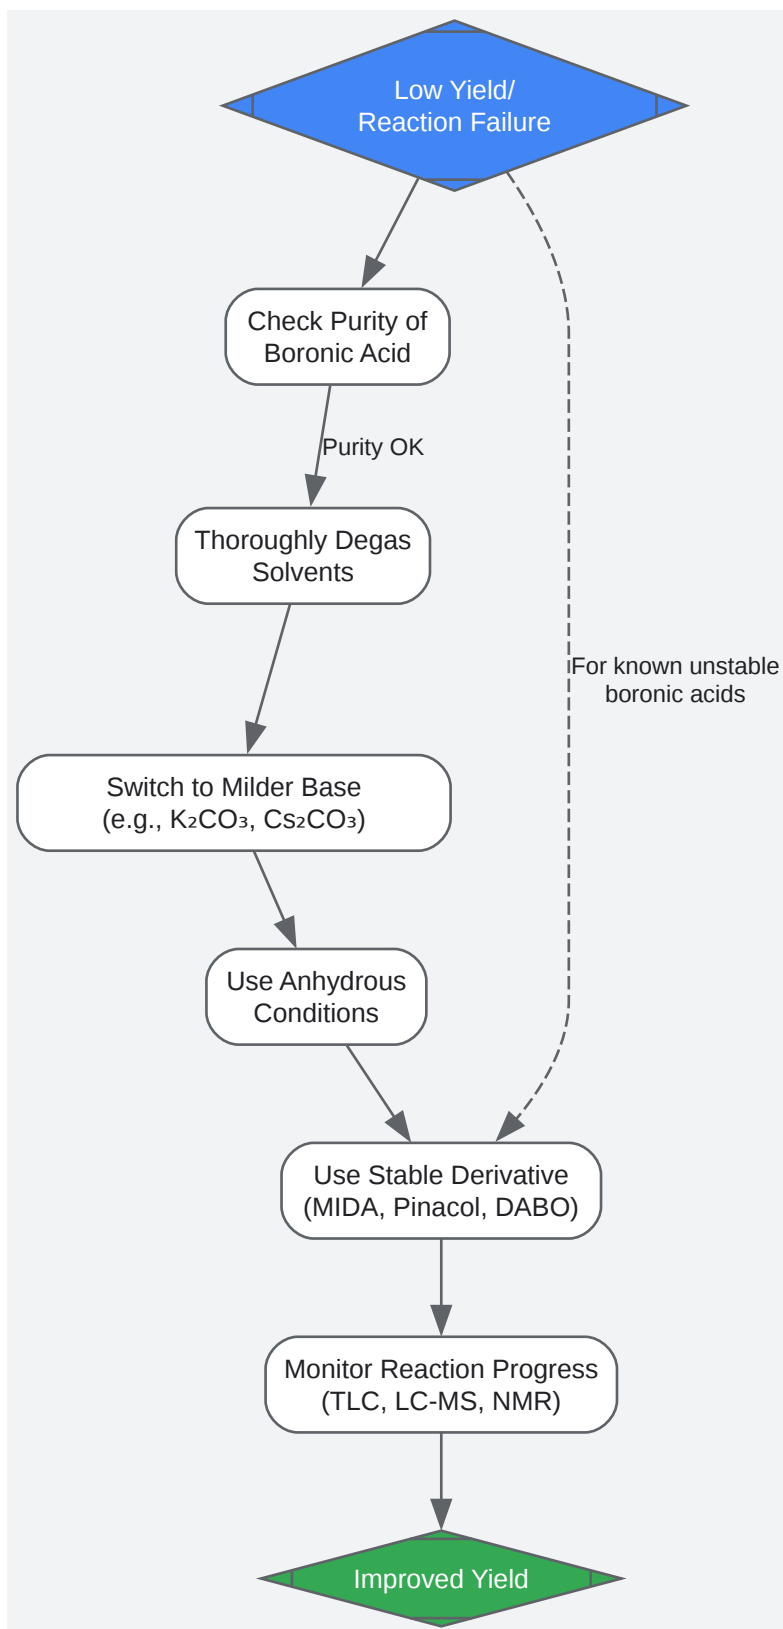 Low Yield/
Reaction Failure
Check Purity of
Boronic Acid
Purity OK
Thoroughly Degas
Solvents
For known unstable
boronic acids
Switch to Milder Base
(e.g., K₂CO₃, Cs₂CO₃)
Use Anhydrous
Conditions
Use Stable Derivative
(MIDA, Pinacol, DABO)
Monitor Reaction Progress
(TLC, LC-MS, NMR)
Improved Yield